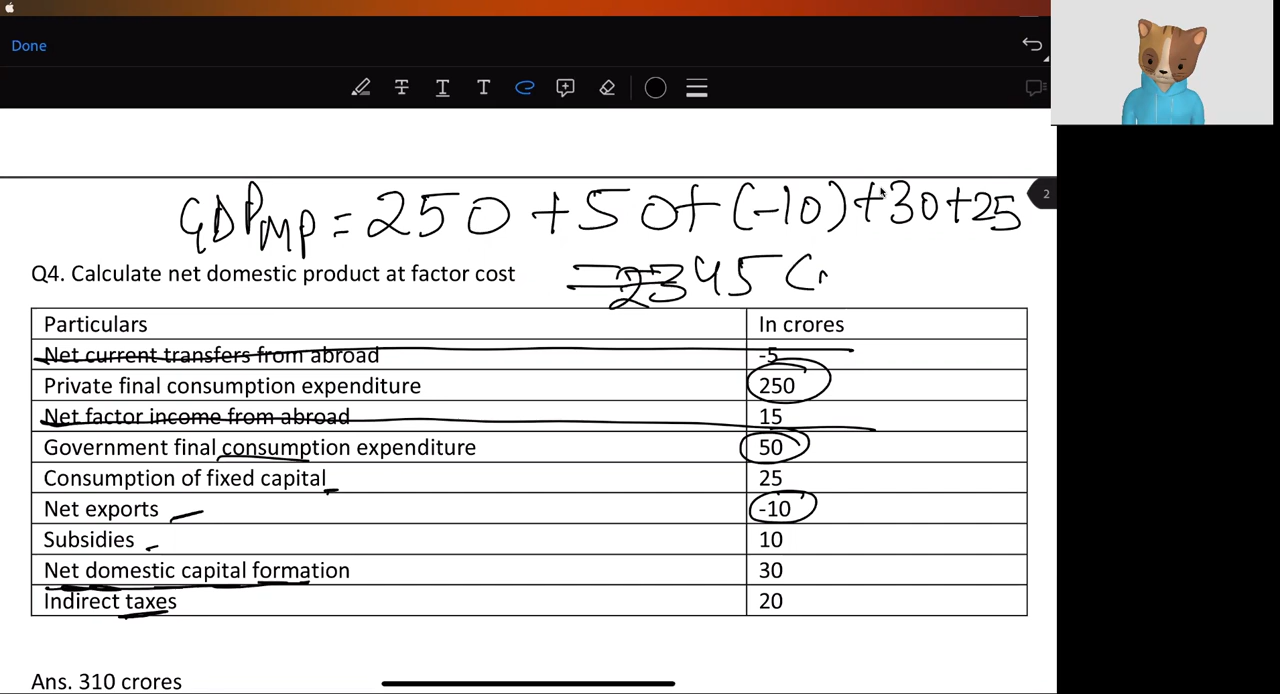 Done
T T T
2
GDPMP = 250 + 50 + (-10) + 30 + 25
Q4. Calculate net domestic product at factor cost
345 Cr
Particulars In crores
Net current transfers from abroad -5
Private final consumption expenditure 250
Net factor income from abroad 15
Government final consumption expenditure 50
Consumption of fixed capital 25
Net exports -10
Subsidies 10
Net domestic capital formation 30
Indirect taxes 20
Ans. 310 crores